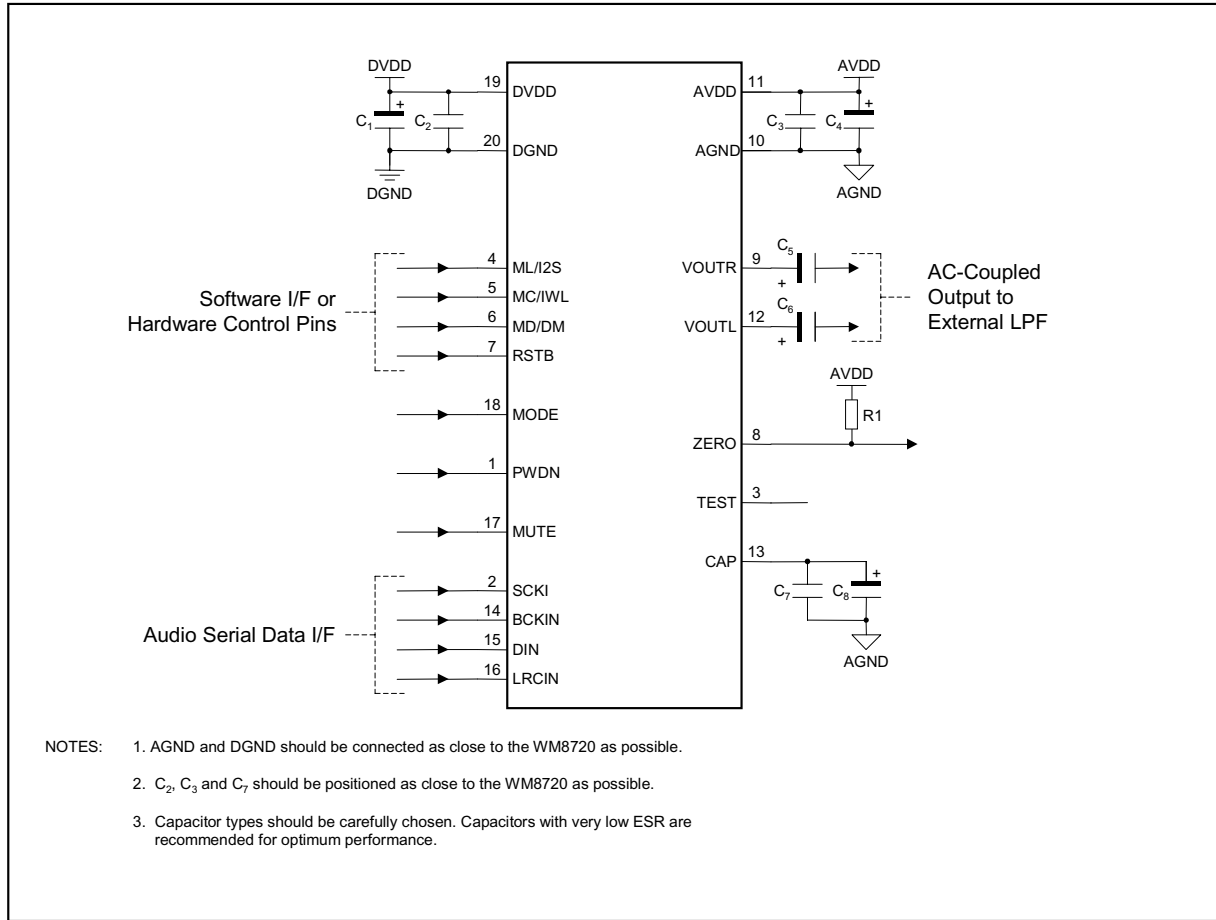 DVDD
19
DVDD
+
C1
C2
20
DGND
DGND
AVDD
11
AVDD
C3
C4
+
10
AGND
AGND
Software I/F or
Hardware Control Pins
4
ML/I2S
5
MC/IWL
6
MD/DM
7
RSTB
C5
9
VOUTR
+
C6
12
VOUTL
+
AC-Coupled
Output to
External LPF
18
MODE
AVDD
R1
8
ZERO
1
PWDN
3
TEST
17
MUTE
13
CAP
+
C7
C8
AGND
Audio Serial Data I/F
2
SCKI
14
BCKIN
15
DIN
16
LRCIN
NOTES: 1. AGND and DGND should be connected as close to the WM8720 as possible.
2. C2, C3 and C7 should be positioned as close to the WM8720 as possible.
3. Capacitor types should be carefully chosen. Capacitors with very low ESR are
recommended for optimum performance.